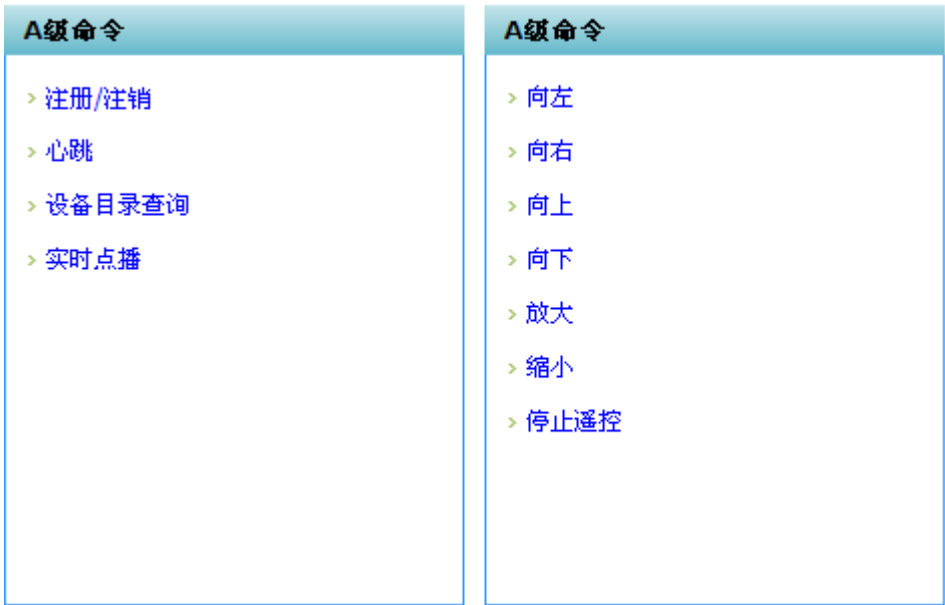 A级命令
注册/注销
心跳
设备目录查询
实时点播
A级命令
向左
向右
向上
向下
放大
缩小
停止遥控